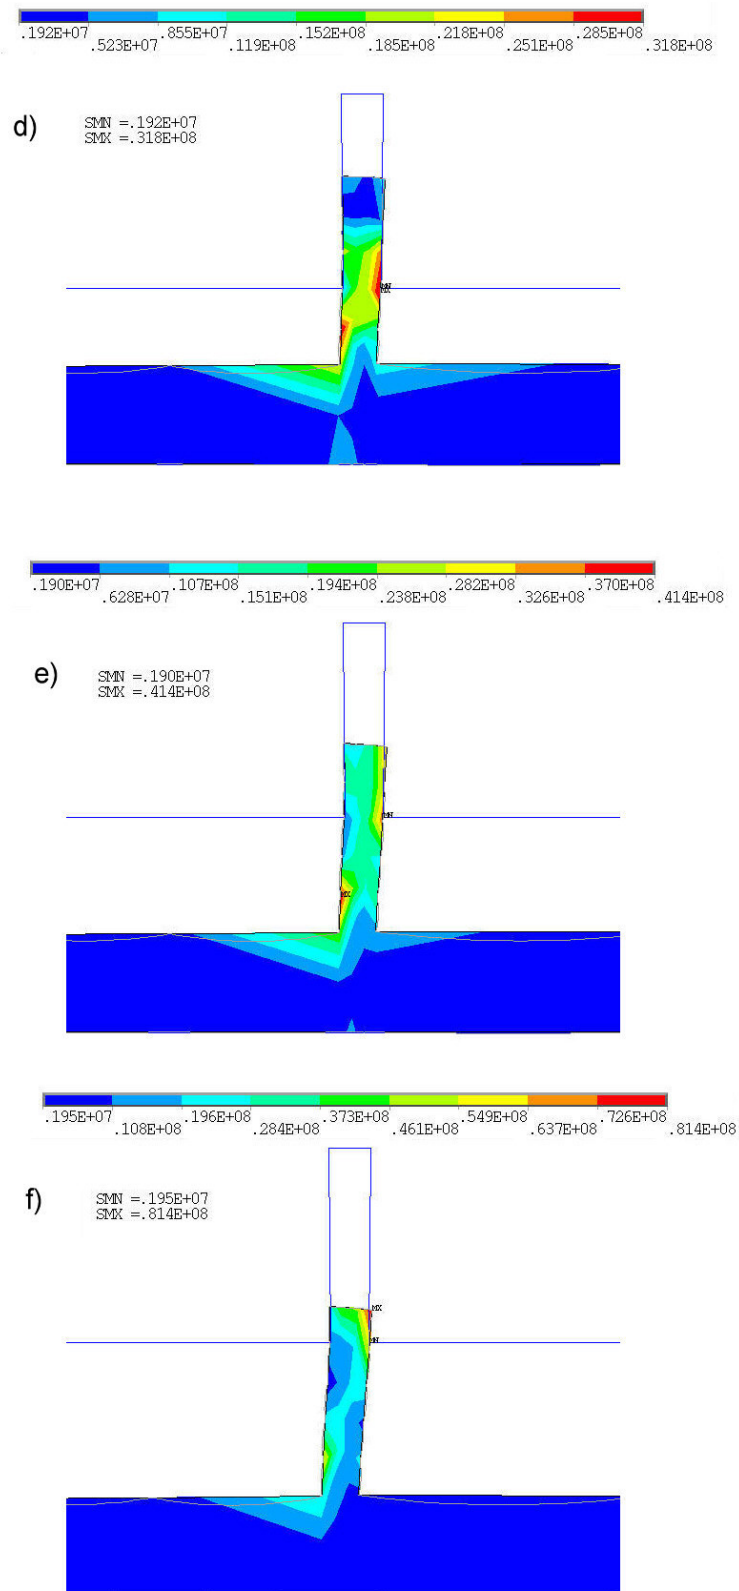 .192E+07 .855E+07 .152E+08 .218E+08 .285E+08
.523E+07 .119E+08 .185E+08 .251E+08 .318E+08
d)
SMN =.192E+07
SMX =.318E+08
.190E+07 .107E+08 .194E+08 .282E+08 .370E+08
.628E+07 .151E+08 .238E+08 .326E+08 .414E+08
e)
SMN =.190E+07
SMX =.414E+08
MN
MX
.195E+07 .196E+08 .373E+08 .549E+08 .726E+08
.108E+08 .284E+08 .461E+08 .637E+08 .814E+08
f)
SMN =.195E+07
SMX =.814E+08
MX
MN